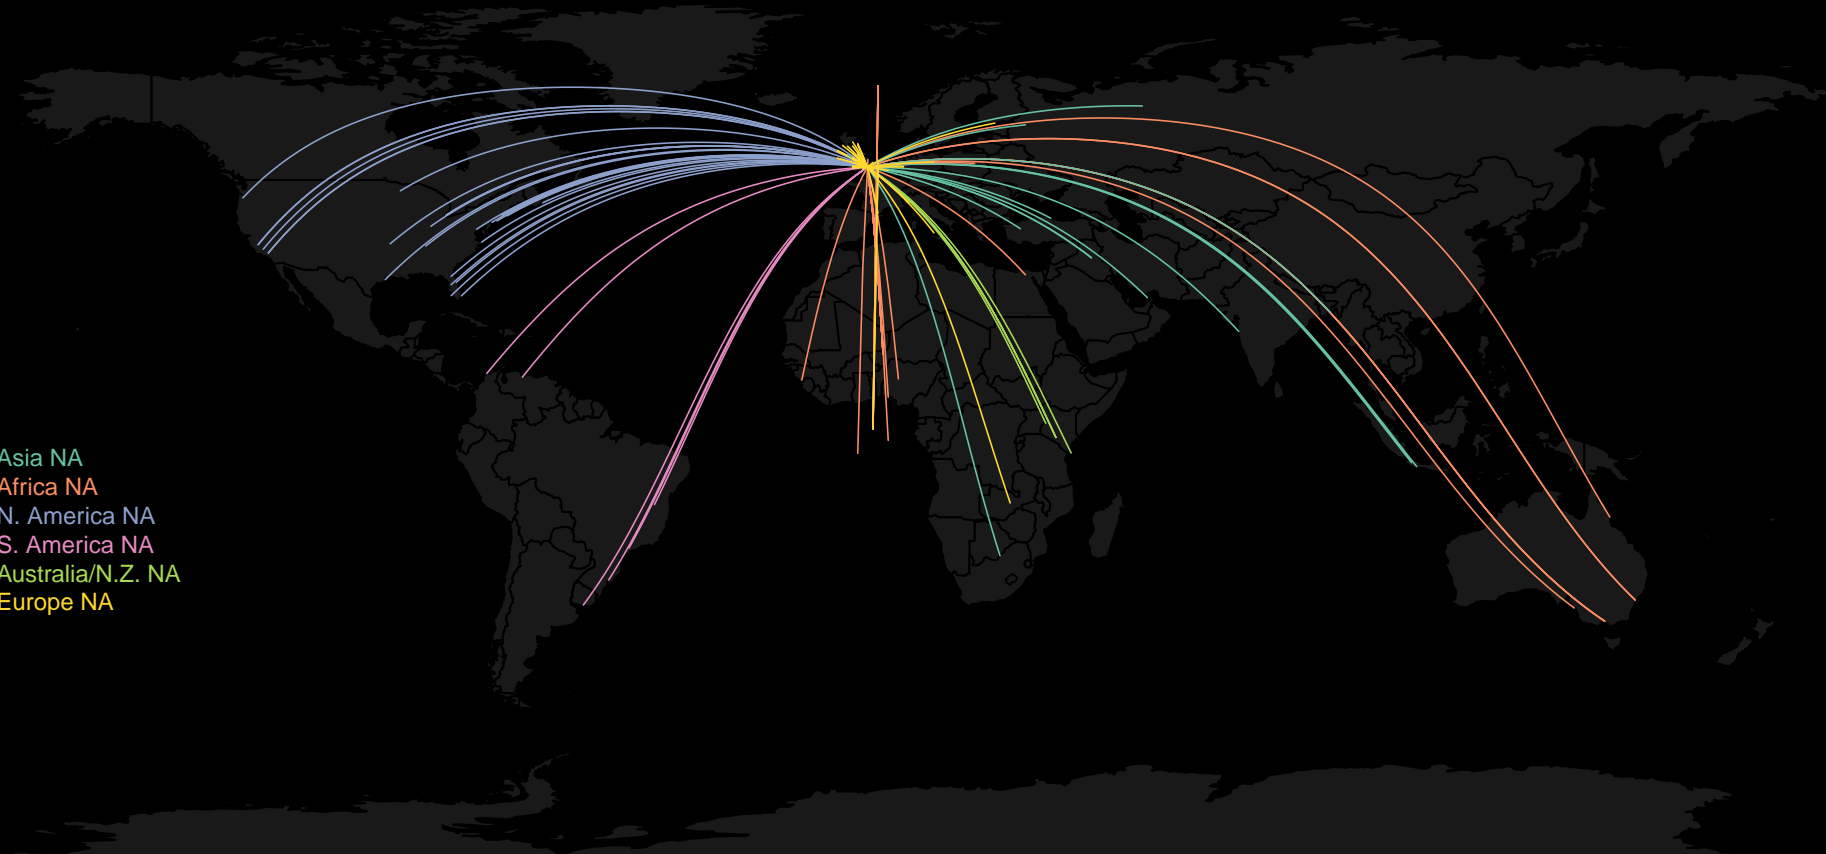 Asia NA
Africa NA
N. America NA
S. America NA
Australia/N.Z. NA
Europe NA